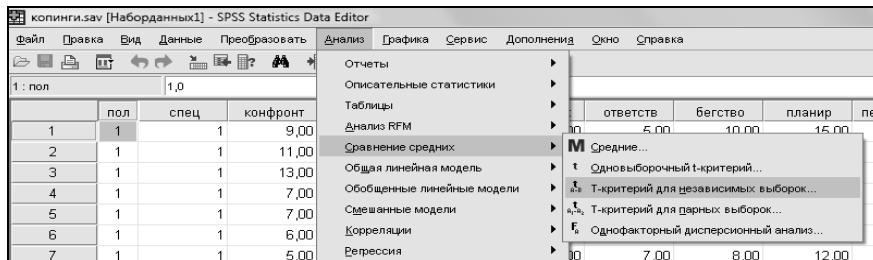 копинги.sav [Наборданных1] - SPSS Statistics Data Editor
Файл Правка Вид Данные Преобразовать Анализ Графика Сервис Дополнения Окно Справка
1 : пол 1,0
Отчеты
Описательные статистики
Таблицы
Анализ RFM
Сравнение средних
Общая линейная модель
Обобщенные линейные модели
Смешанные модели
Корреляции
Регрессия
M Средние...
t Одновыборочный t-критерий...
Т-критерий для независимых выборок...
Т-критерий для парных выборок...
Однофакторный дисперсионный анализ...
пол спец конфронт ответств бегство планир
1 1 1 9,00 5,00 10,00 15,00
2 1 1 11,00
3 1 1 13,00
4 1 1 7,00
5 1 1 7,00
6 1 1 6,00
7 1 1 5,00 7,00 8,00 12,00